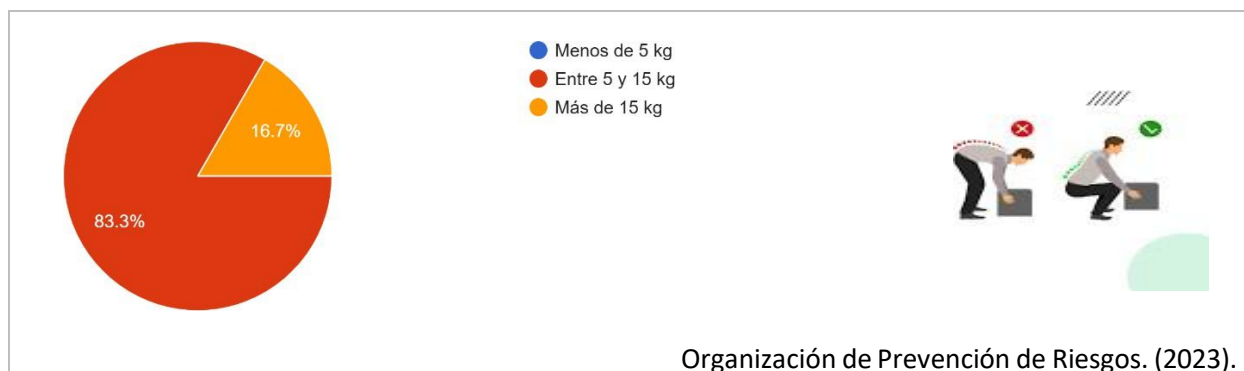 Menos de 5 kg
Entre 5 y 15 kg
Más de 15 kg
16.7%
83.3%
Organización de Prevención de Riesgos. (2023).